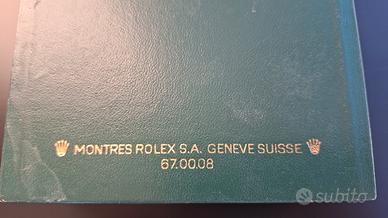 MONTRES ROLEX S.A. GENEVE SUISSE
67.00.08
subito